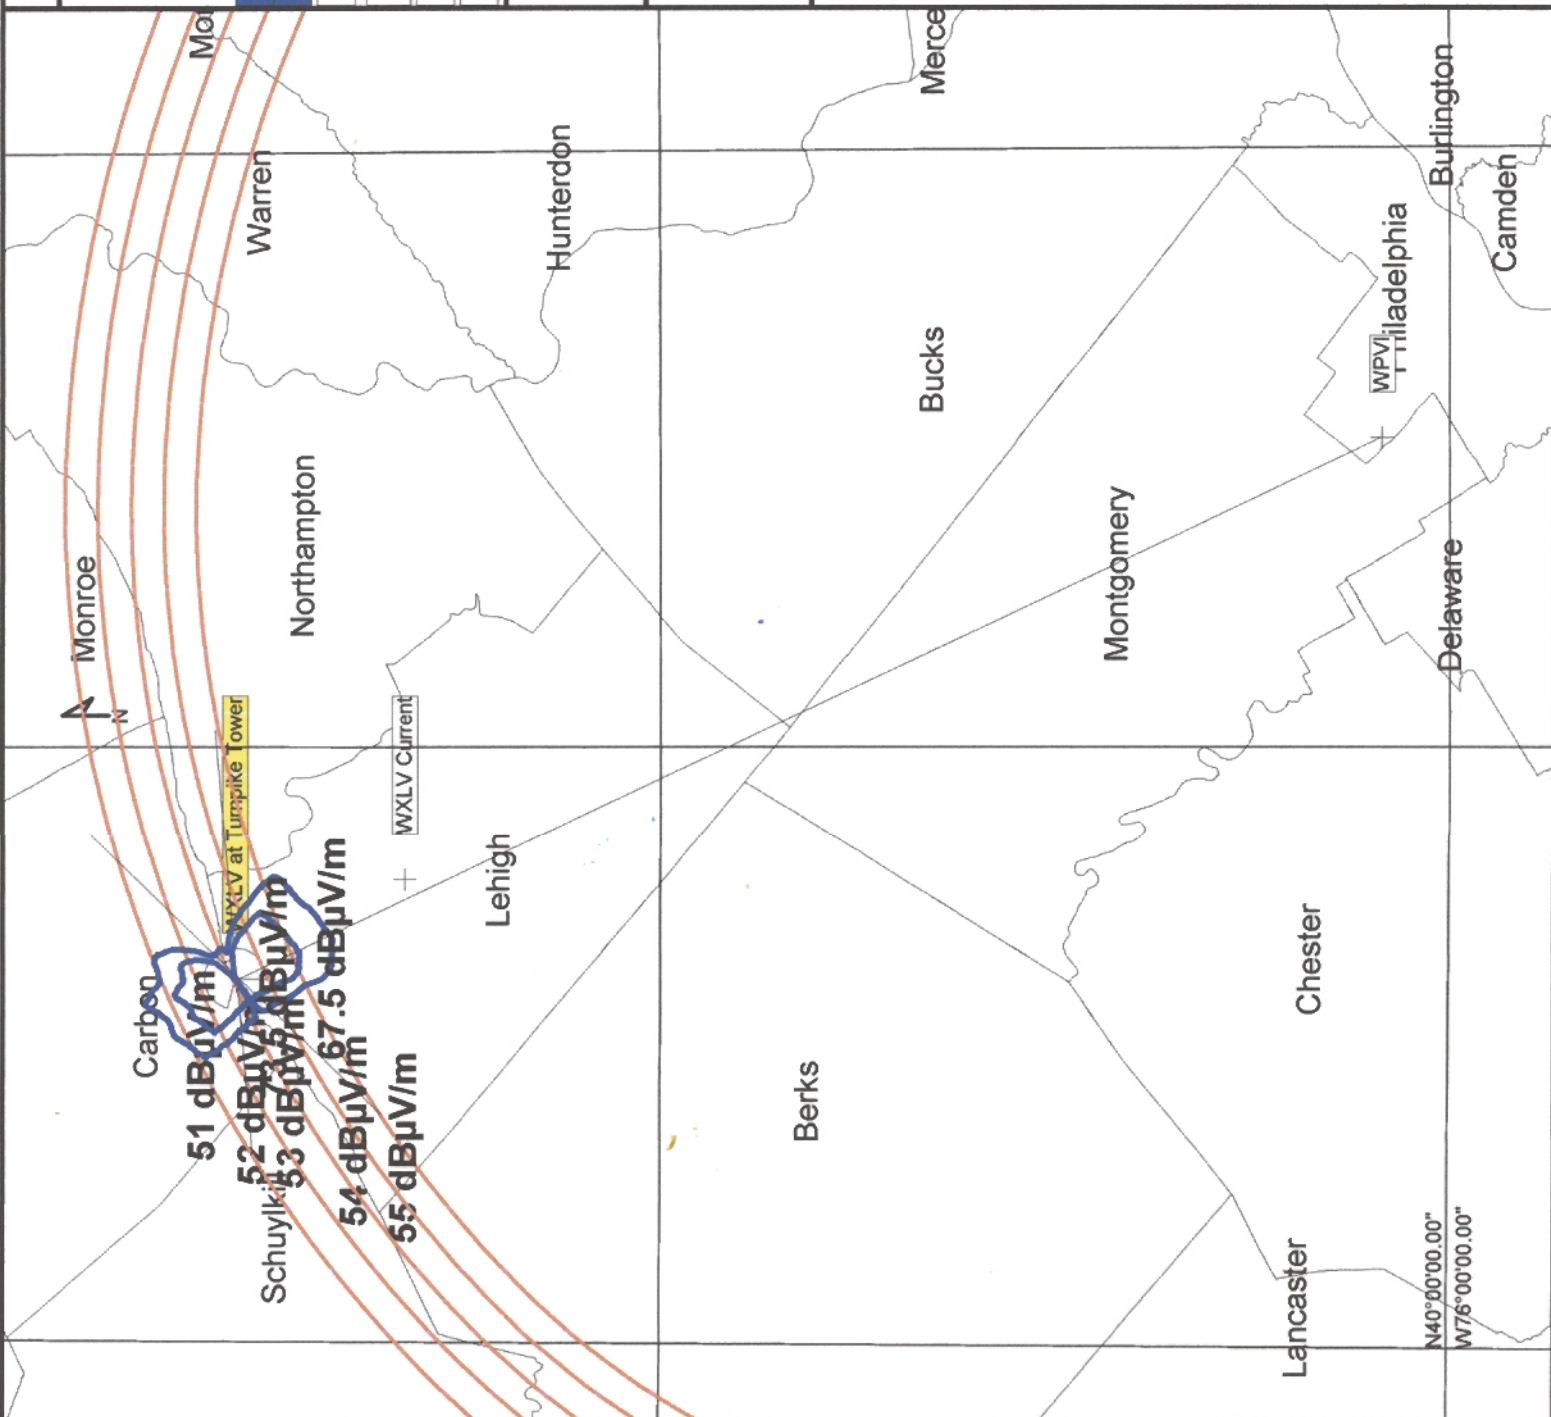 Mo
Merce
Warren
Hunterdon
Burlington
Camden
Philadelphia
WPVI
Bucks
Monroe
Northampton
Montgomery
Delaware
N
WXLV at Turnpike Tower
WXLV Current
Lehigh
Carbon
51 dBµV/m
52 dBµV/m
53 dBµV/m
67.5 dBµV/m
54 dBµV/m
55 dBµV/m
Schuylkill
Chester
Berks
Lancaster
N40°00'00.00"
W76°00'00.00"